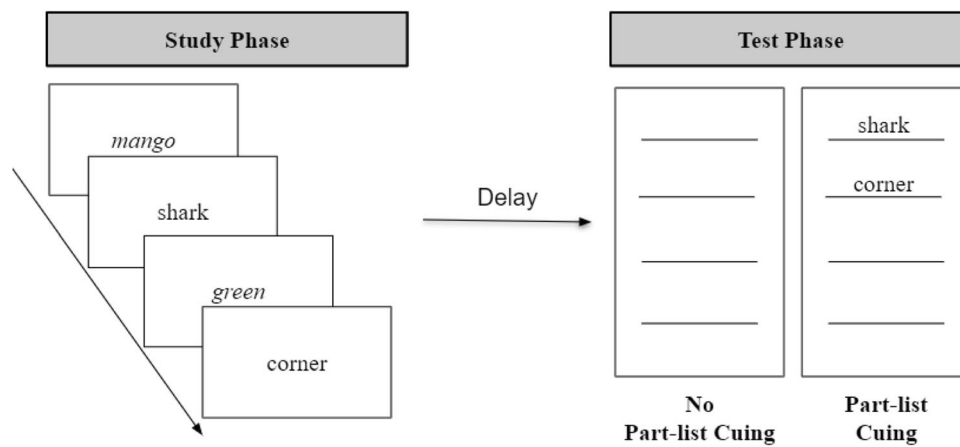 Study Phase
mango
shark
green
corner
Delay
Test Phase
shark
corner
No
Part-list Cuing
Part-list
Cuing